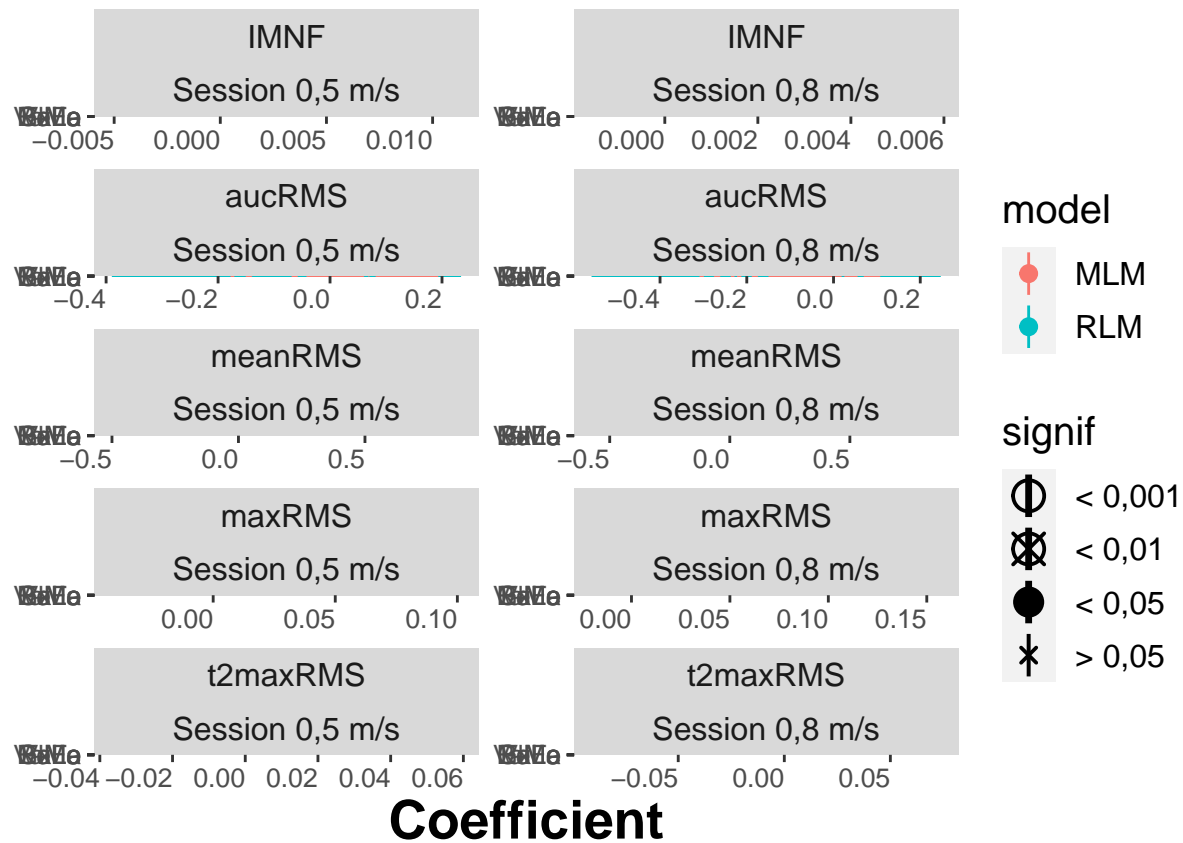 IMNF
Session 0,5 m/s
−0.005 0.000 0.005 0.010
IMNF
Session 0,8 m/s
0.000 0.002 0.004 0.006
aucRMS
Session 0,5 m/s
−0.4 −0.2 0.0 0.2
aucRMS
Session 0,8 m/s
−0.4 −0.2 0.0 0.2
meanRMS
Session 0,5 m/s
−0.5 0.0 0.5
meanRMS
Session 0,8 m/s
−0.5 0.0 0.5
maxRMS
Session 0,5 m/s
0.00 0.05 0.10
maxRMS
Session 0,8 m/s
0.00 0.05 0.10 0.15
t2maxRMS
Session 0,5 m/s
−0.04 −0.02 0.00 0.02 0.04 0.06
t2maxRMS
Session 0,8 m/s
−0.05 0.00 0.05
Coefficient
model
MLM
RLM
signif
< 0,001
< 0,01
< 0,05
> 0,05